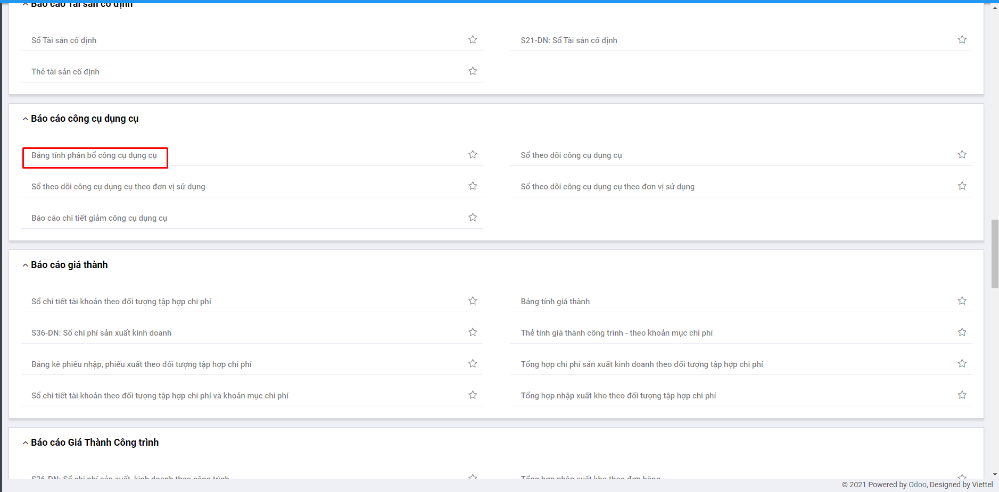 Báo cáo Tài sản cố định
Sổ Tài sản cố định
S21-DN: Sổ Tài sản cố định
Thẻ tài sản cố định
Báo cáo công cụ dụng cụ
Bảng tính phân bổ công cụ dụng cụ
Sổ theo dõi công cụ dụng cụ
Sổ theo dõi công cụ dụng cụ theo đơn vị sử dụng
Sổ theo dõi công cụ dụng cụ theo đơn vị sử dụng
Báo cáo chi tiết giảm công cụ dụng cụ
Báo cáo giá thành
Sổ chi tiết tài khoản theo đối tượng tập hợp chi phí
Bảng tính giá thành
S36-DN: Sổ chi phí sản xuất kinh doanh
Thẻ tính giá thành công trình - theo khoản mục chi phí
Bảng kê phiếu nhập, phiếu xuất theo đối tượng tập hợp chi phí
Tổng hợp chi phí sản xuất kinh doanh theo đối tượng tập hợp chi phí
Sổ chi tiết tài khoản theo đối tượng tập hợp chi phí và khoản mục chi phí
Tổng hợp nhập xuất kho theo đối tượng tập hợp chi phí
Báo cáo Giá Thành Công trình
S36-DN: Sổ chi phí sản xuất, kinh doanh theo công trình
Tổng hợp nhập xuất kho theo đơn hàng
© 2021 Powered by Odoo, Designed by Viettel